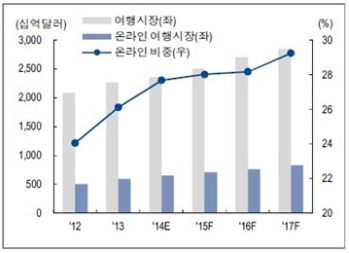 (십억달러)
여행시장(좌)
(%)
온라인 여행시장(좌)
온라인 비중(우)
3,000
30
2,500
28
2,000
26
1,500
24
1,000
22
500
0
20
'12
'13
'14E
'15F
'16F
'17F